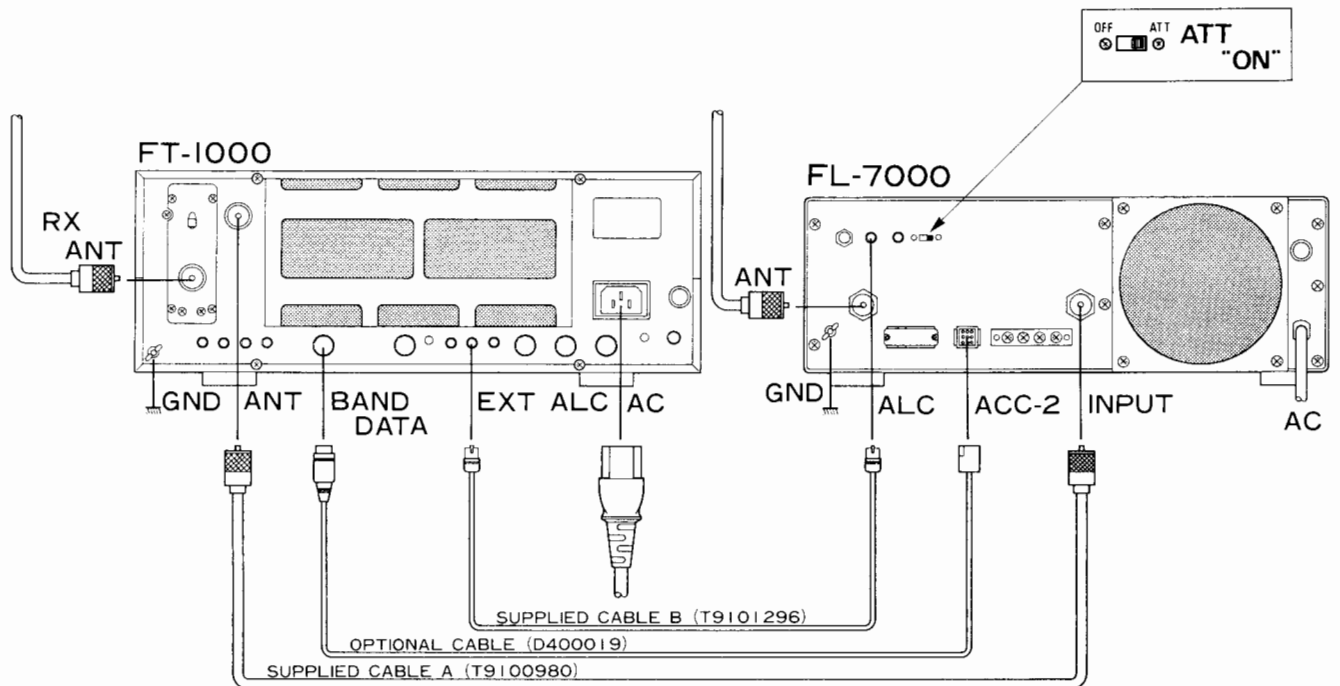 OFF ATT ATT
"ON"
FT-1000
FL-7000
RX
ANT
ANT
GND ANT BAND
DATA
EXT ALC AC
GND
ALC ACC-2 INPUT
AC
SUPPLIED CABLE B (T9101296)
OPTIONAL CABLE (D400019)
SUPPLIED CABLE A (T9100980)